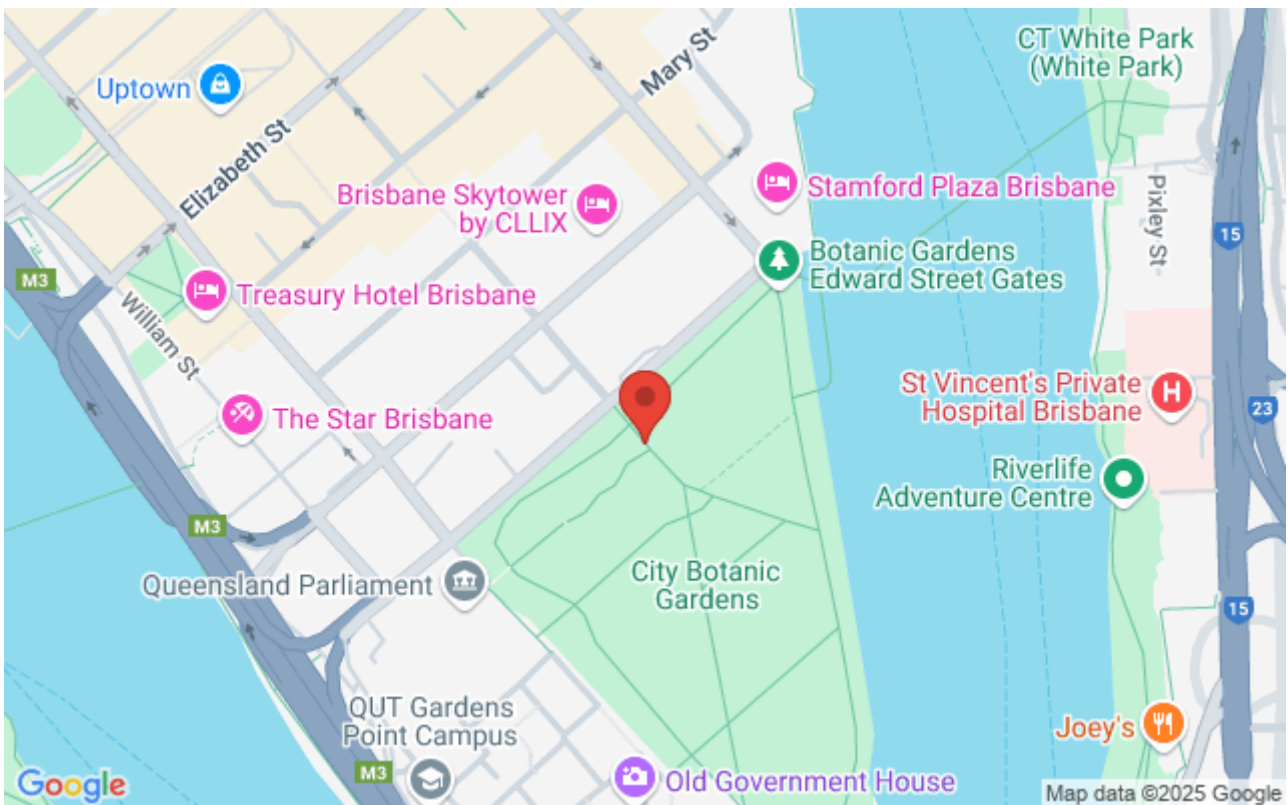 CT White Park
(White Park)
Mary St
Uptown
Elizabeth St
Brisbane Skytower
by CLLIX
Stamford Plaza Brisbane
Pixley St
15
Botanic Gardens
Edward Street Gates
M3
Treasury Hotel Brisbane
William St
St Vincent's Private
Hospital Brisbane
H
23
The Star Brisbane
Riverlife
Adventure Centre
M3
Queensland Parliament
City Botanic
Gardens
15
QUT Gardens
Point Campus
Joey's
M3
Old Government House
Google
Map data ©2025 Google